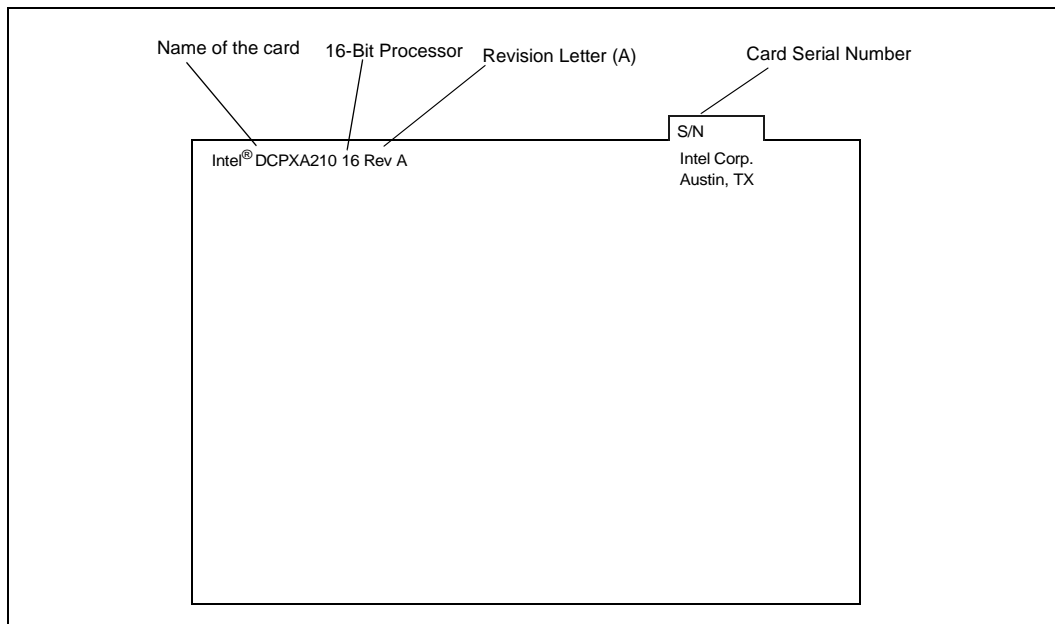 Name of the card
16-Bit Processor
Revision Letter (A)
Card Serial Number
S/N
Intel® DCPXA210 16 Rev A
Intel Corp.
Austin, TX